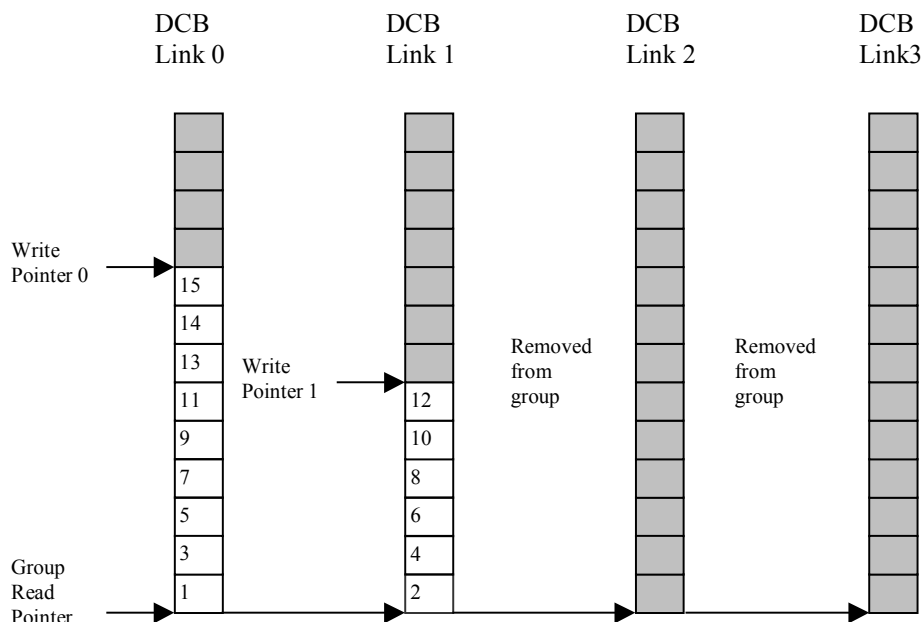 DCB
Link 0
DCB
Link 1
DCB
Link 2
DCB
Link3
Write
Pointer 0
15
14
13
11
9
7
5
3
1
Write
Pointer 1
12
10
8
6
4
2
Removed
from
group
Removed
from
group
Group
Read
Pointer